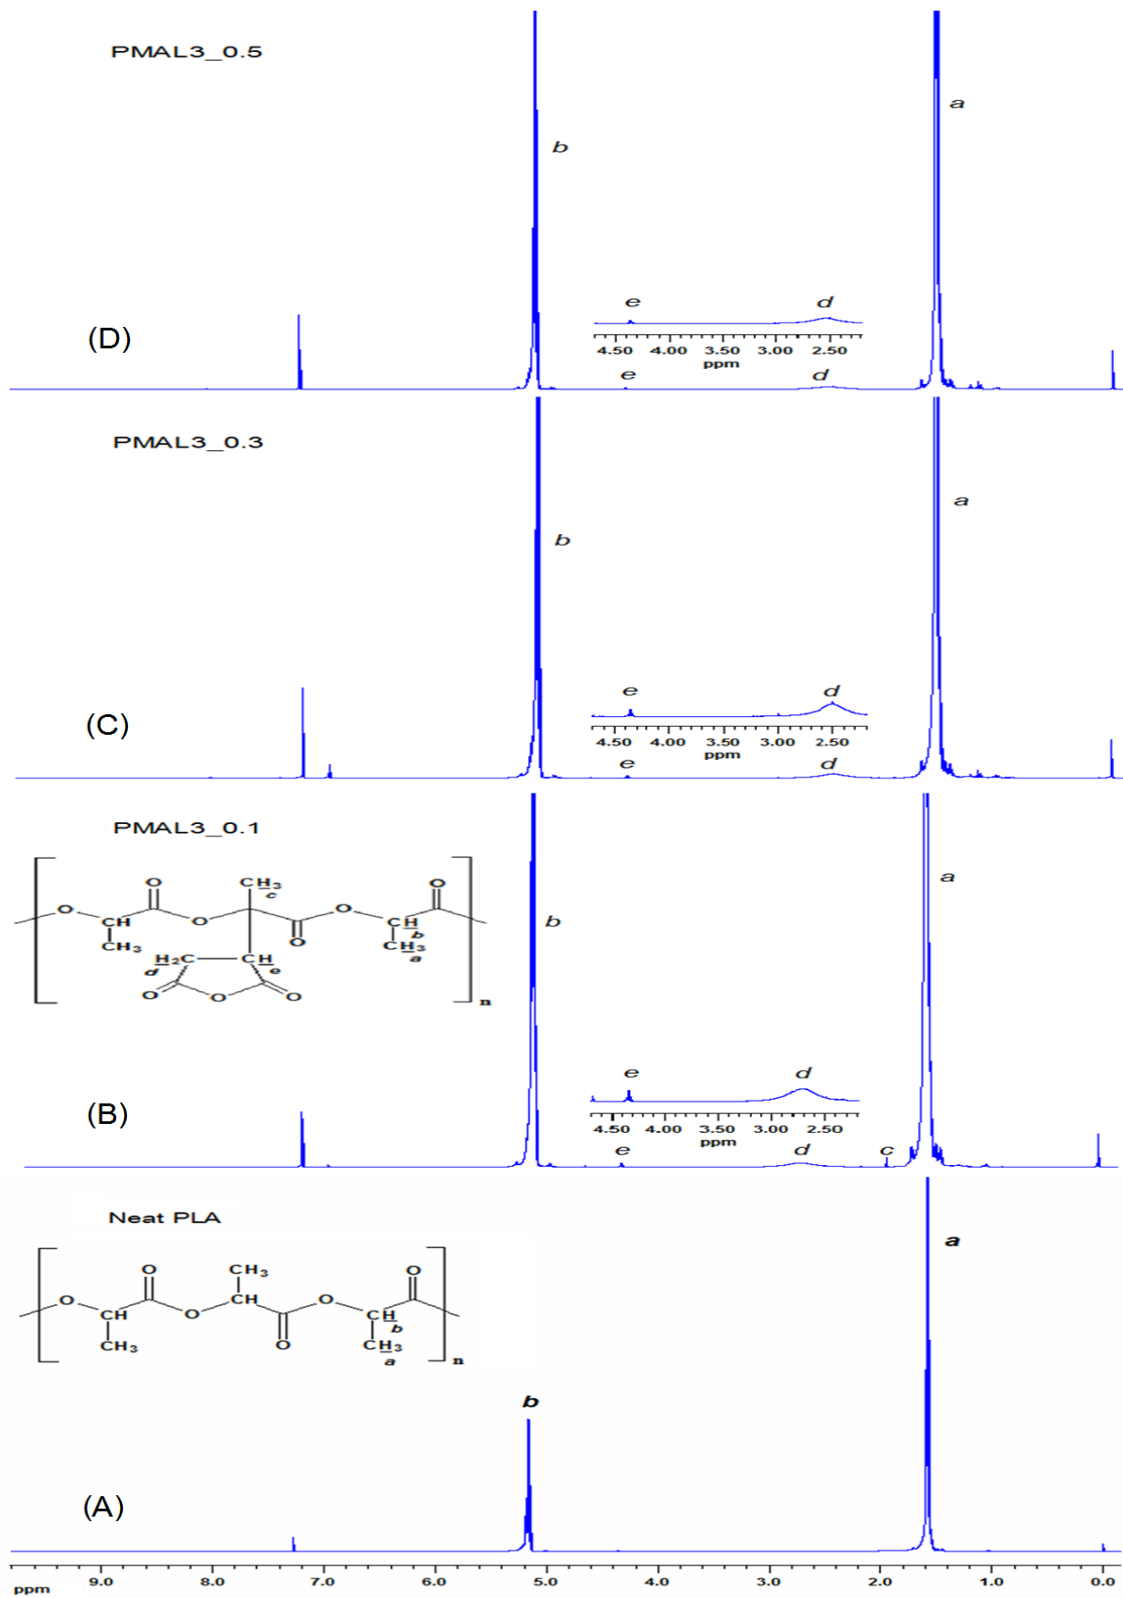 PMAL3_0.5
a
b
e d
(D)
4.50 4.00 3.50 3.00 2.50
ppm
e d
PMAL3_0.3
a
b
e d
(C)
4.50 4.00 3.50 3.00 2.50
ppm
e d
PMAL3_0.1
a
b
O CH3 O
c
O CH O O CH
b
CH3 O CH3
a
H2C CH
d e
O O O
n
e d
(B)
4.50 4.00 3.50 3.00 2.50
ppm
e d c
Neat PLA
a
O CH3 O
O CH O CH O CH
b
CH3 O CH3
a
n
b
(A)
ppm 9.0 8.0 7.0 6.0 5.0 4.0 3.0 2.0 1.0 0.0